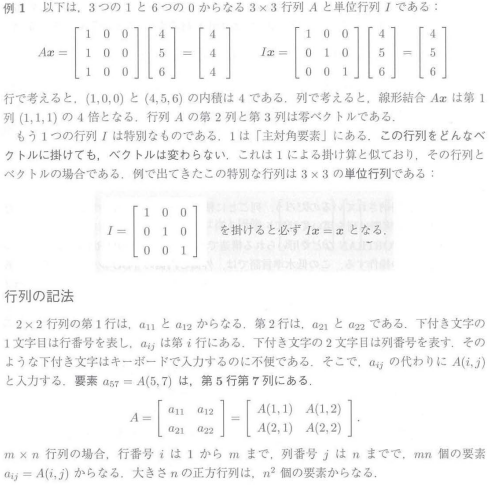 例 1　以下は，3 つの 1 と 6 つの 0 からなる 3 × 3 行列 A と単位行列 I である：
Ax = [ 1 0 0 ; 1 0 0 ; 1 0 0 ] [ 4 ; 5 ; 6 ] = [ 4 ; 4 ; 4 ]　Ix = [ 1 0 0 ; 0 1 0 ; 0 0 1 ] [ 4 ; 5 ; 6 ] = [ 4 ; 5 ; 6 ]
行で考えると，(1,0,0) と (4,5,6) の内積は 4 である．列で考えると，線形結合 Ax は第 1
列 (1,1,1) の 4 倍となる．行列 A の第 2 列と第 3 列は零ベクトルである．
もう 1 つの行列 I は特別なものである．1 は「主対角要素」にある．この行列をどんなベ
クトルに掛けても，ベクトルは変わらない．これは 1 による掛け算と似ており，その行列と
ベクトルの場合である．例で出てきたこの特別な行列は 3 × 3 の単位行列である：
I = [ 1 0 0 ; 0 1 0 ; 0 0 1 ]　を掛けると必ず Ix = x となる．
行列の記法
2 × 2 行列の第 1 行は，a₁₁ と a₁₂ からなる．第 2 行は，a₂₁ と a₂₂ である．下付き文字の
1 文字目は行番号を表し，aᵢⱼ は第 i 行にある．下付き文字の 2 文字目は列番号を表す．その
ような下付き文字はキーボードで入力するのに不便である．そこで，aᵢⱼ の代わりに A(i,j)
と入力する．要素 a₅₇ = A(5,7) は，第 5 行第 7 列にある．
A = [ a₁₁ a₁₂ ; a₂₁ a₂₂ ] = [ A(1,1) A(1,2) ; A(2,1) A(2,2) ] .
m × n 行列の場合，行番号 i は 1 から m まで，列番号 j は n までで，mn 個の要素
aᵢⱼ = A(i,j) からなる．大きさ n の正方行列は，n² 個の要素からなる．